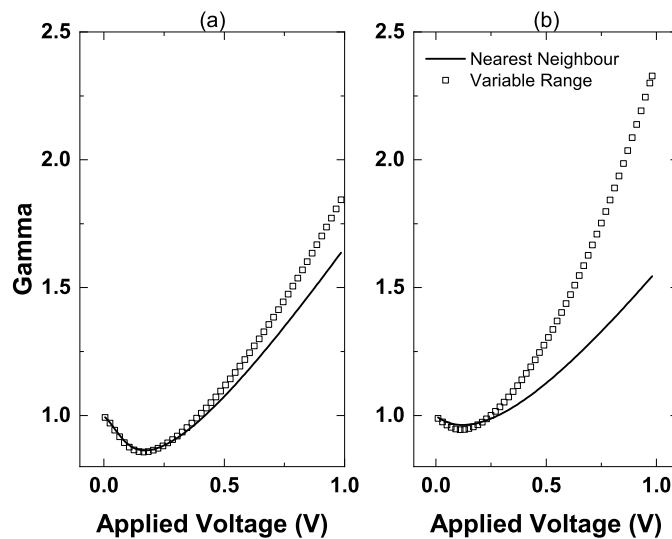 (a) (b)
2.5 2.5
Nearest Neighbour
Variable Range
2.0 2.0
Gamma
1.5 1.5
1.0 1.0
0.0 0.5 1.0 0.0 0.5 1.0
Applied Voltage (V) Applied Voltage (V)